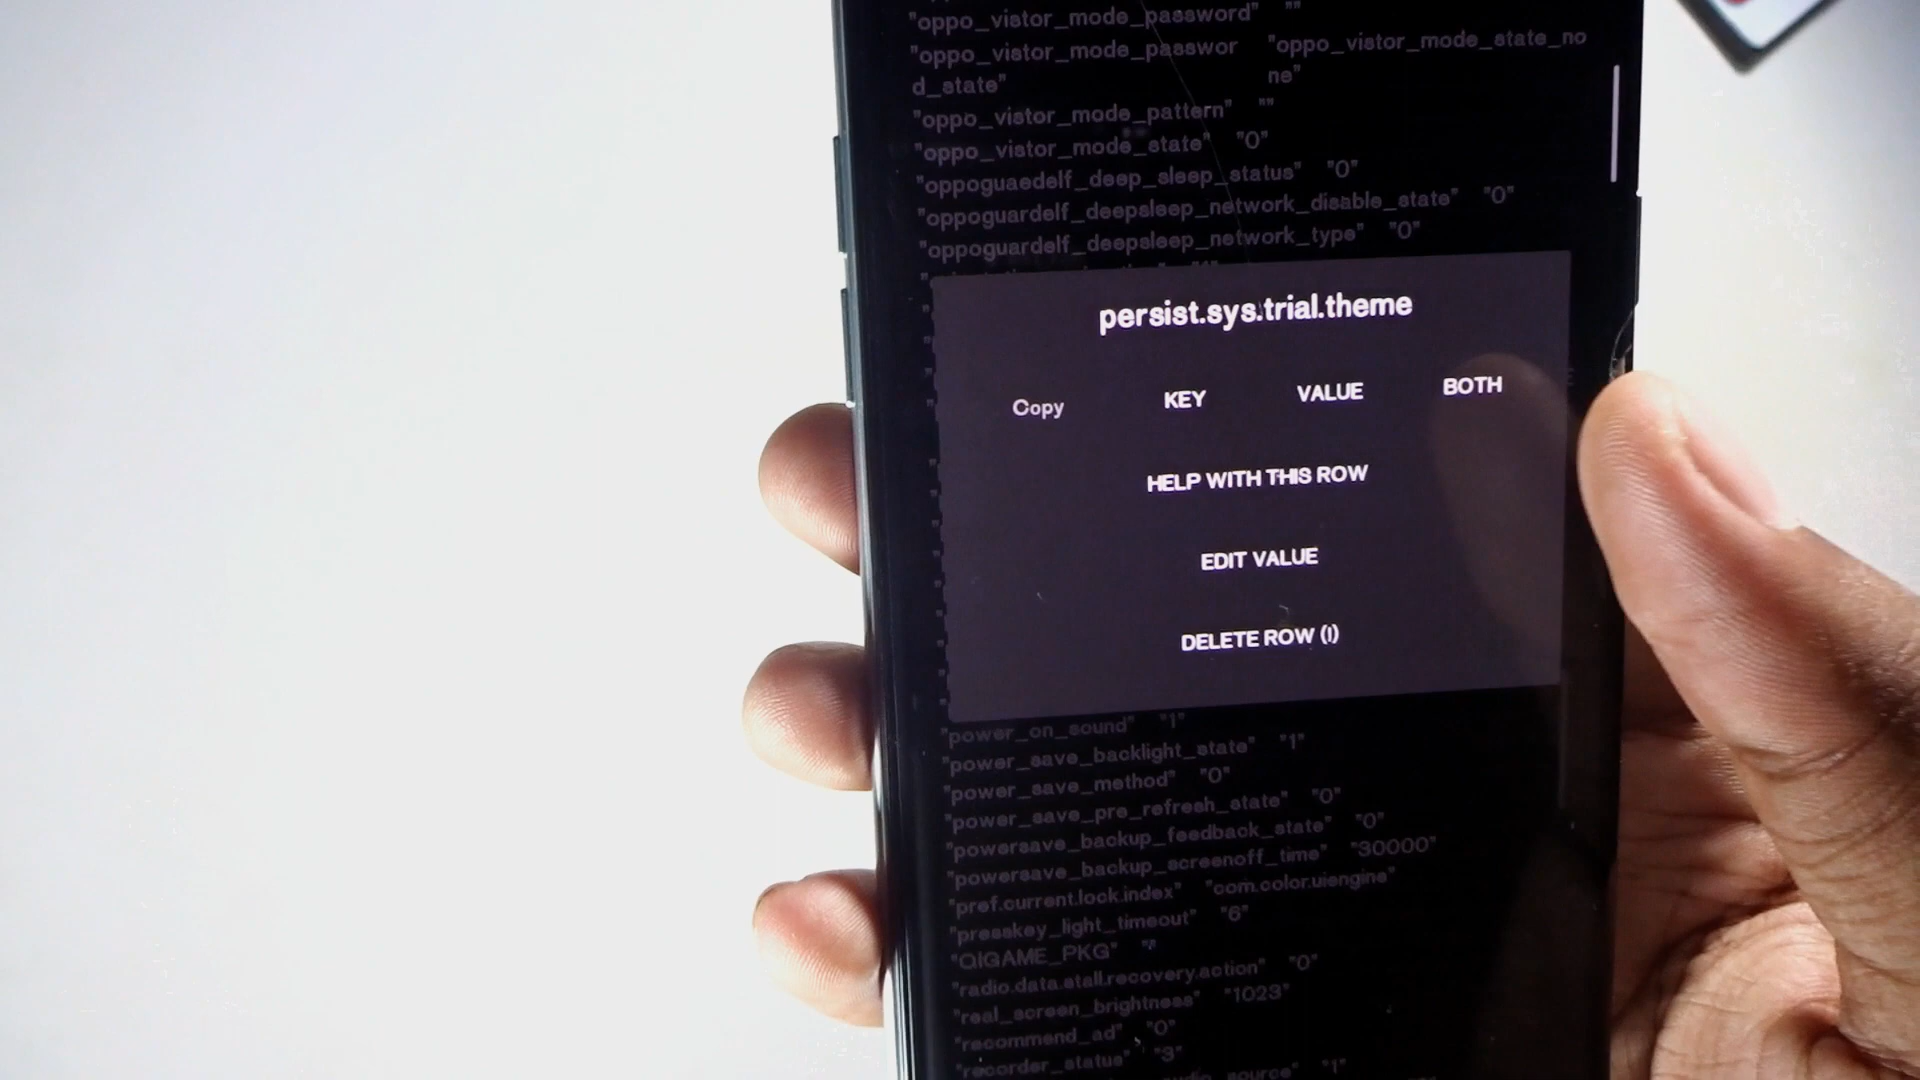 "oppo_vistor_mode_password" ""
"oppo_vistor_mode_passwor "oppo_vistor_mode_state_no
d_state" ne"
"oppo_vistor_mode_pattern" ""
"oppo_vistor_mode_state" "0"
"oppoguaedelf_deep_sleep_status" "0"
"oppoguardelf_deepsleep_network_disable_state" "0"
"oppoguardelf_deepsleep_network_type" "0"
persist.sys.trial.theme
Copy KEY VALUE BOTH
HELP WITH THIS ROW
EDIT VALUE
DELETE ROW (!)
"power_on_sound" "1"
"power_save_backlight_state" "1"
"power_save_method" "0"
"power_save_pre_refresh_state" "0"
"powersave_backup_feedback_state" "0"
"powersave_backup_screenoff_time" "30000"
"pref.current.lock.index" "com.color.uiengine"
"presskey_light_timeout" "6"
"QIGAME_PKG"
"radio.data.stall.recovery.action" "0"
"real_screen_brightness" "1023"
"recommend_ad" "0"
"recorder_status" "3"